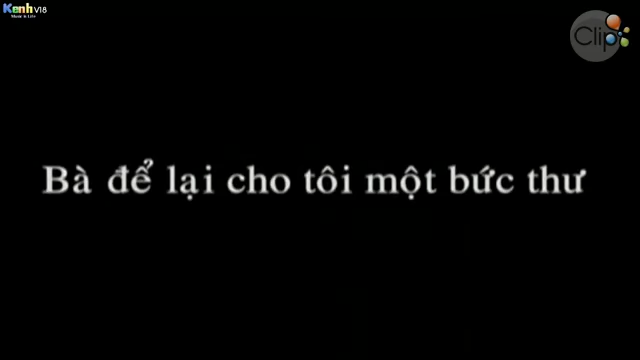 Kenh V18
Music & Life
Clip
Bà để lại cho tôi một bức thư